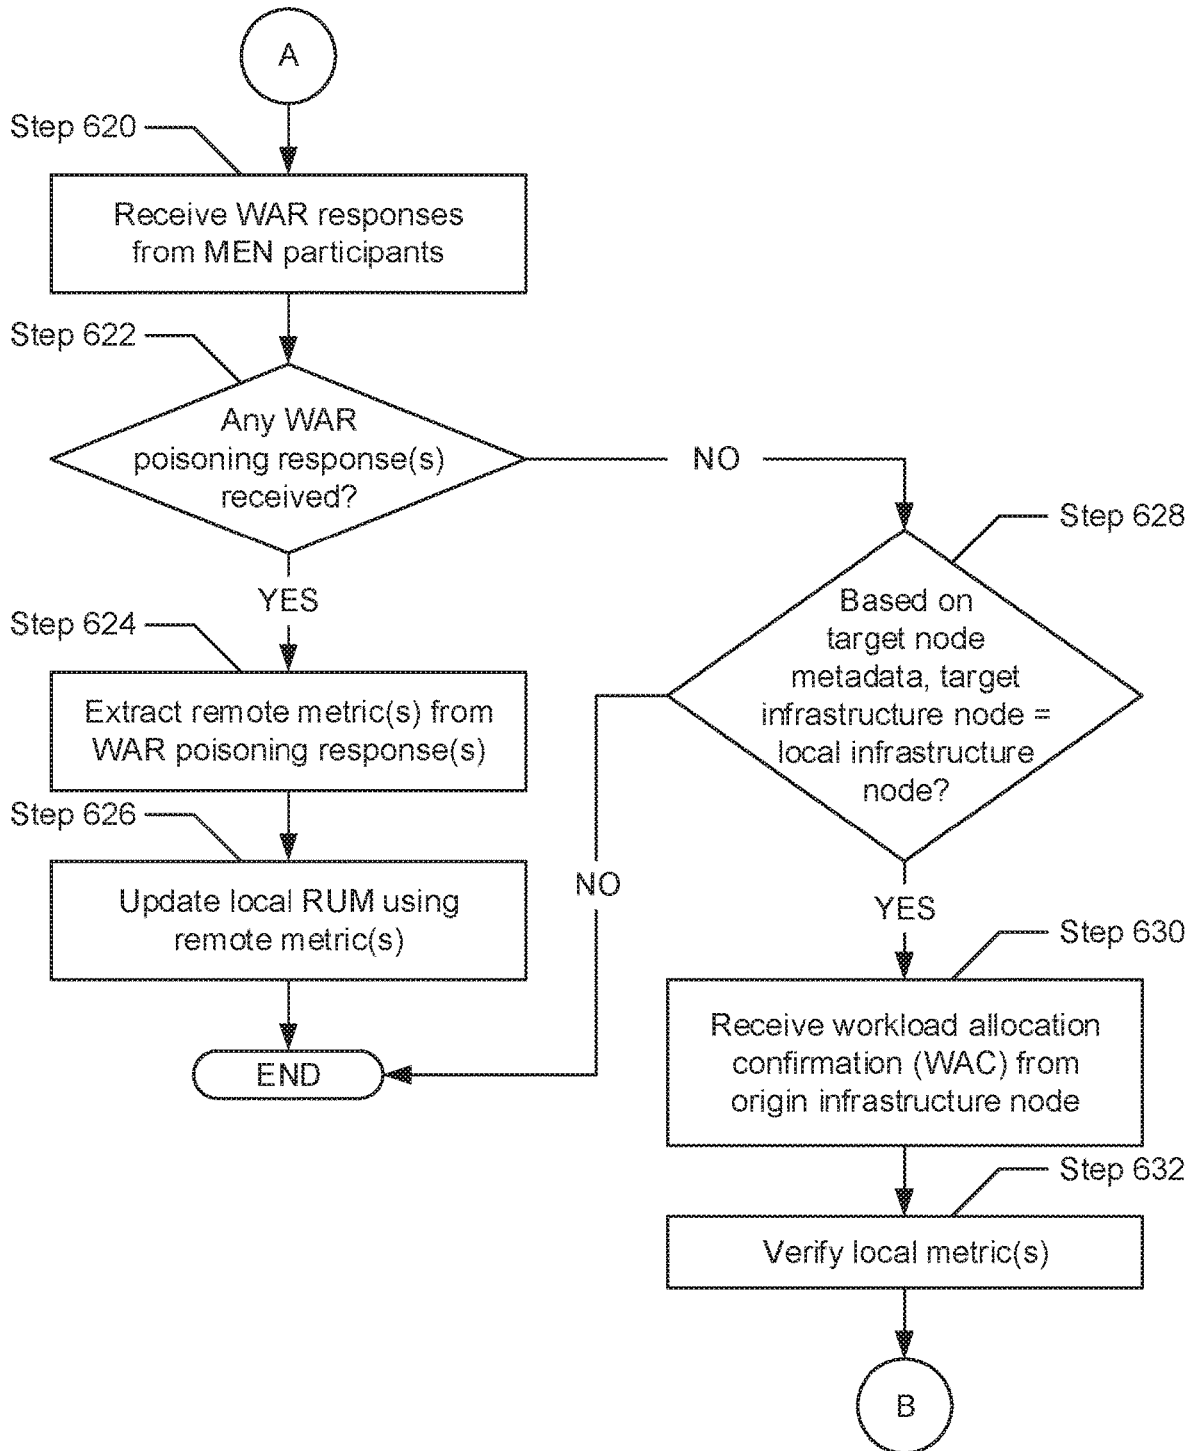 A
Step 620
Receive WAR responses
from MEN participants
Step 622
Any WAR
poisoning response(s)
received?
NO
YES
Step 624
Extract remote metric(s) from
WAR poisoning response(s)
Step 626
Update local RUM using
remote metric(s)
END
Step 628
Based on
target node
metadata, target
infrastructure node =
local infrastructure
node?
NO
YES
Step 630
Receive workload allocation
confirmation (WAC) from
origin infrastructure node
Step 632
Verify local metric(s)
B